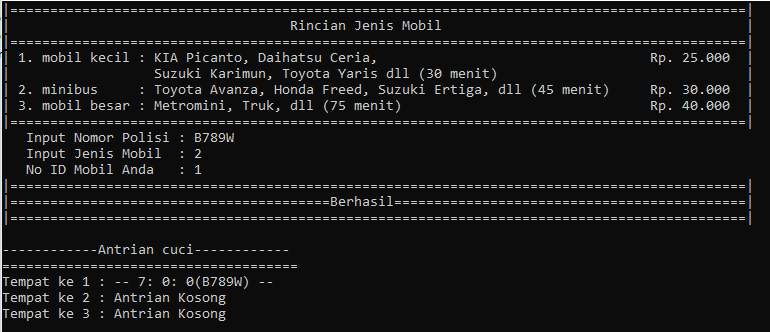 |============================================================================================|
| Rincian Jenis Mobil |
|============================================================================================|
| 1. mobil kecil : KIA Picanto, Daihatsu Ceria, Rp. 25.000 |
| Suzuki Karimun, Toyota Yaris dll (30 menit) |
| 2. minibus : Toyota Avanza, Honda Freed, Suzuki Ertiga, dll (45 menit) Rp. 30.000 |
| 3. mobil besar : Metromini, Truk, dll (75 menit) Rp. 40.000 |
|============================================================================================|
Input Nomor Polisi : B789W
Input Jenis Mobil : 2
No ID Mobil Anda : 1
|============================================================================================|
|========================================Berhasil============================================|
|============================================================================================|
------------Antrian cuci------------
=====================================
Tempat ke 1 : -- 7: 0: 0(B789W) --
Tempat ke 2 : Antrian Kosong
Tempat ke 3 : Antrian Kosong